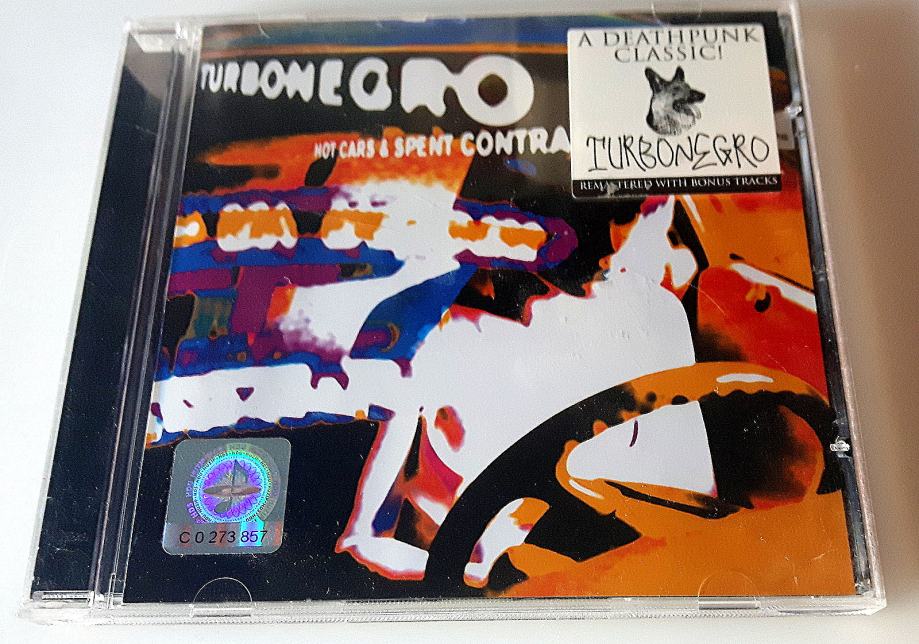 TURBONEGRO
HOT CARS & SPENT CONTRA
A DEATHPUNK
CLASSIC!
TURBONEGRO
REMASTERED WITH BONUS TRACKS
C 0 273 857